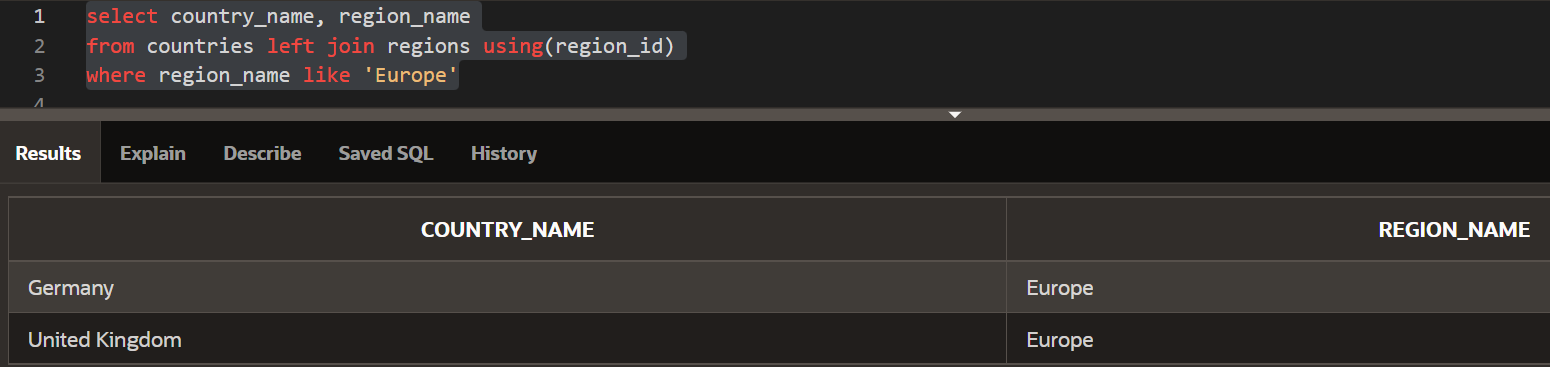 1 select country_name, region_name
2 from countries left join regions using(region_id)
3 where region_name like 'Europe'
4
Results Explain Describe Saved SQL History
COUNTRY_NAME REGION_NAME
Germany Europe
United Kingdom Europe